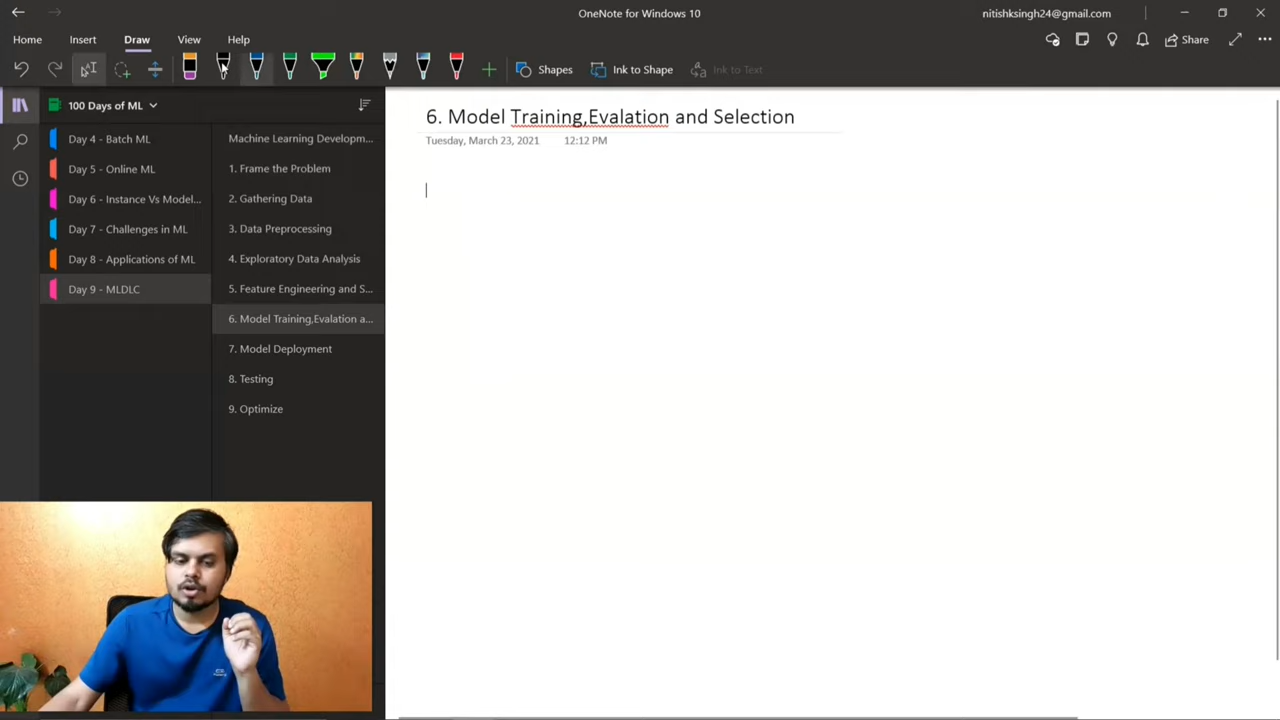 OneNote for Windows 10
nitishksingh24@gmail.com
Home
Insert
Draw
View
Help
Share
Shapes
Ink to Shape
Ink to Text
100 Days of ML
Day 4 - Batch ML
Day 5 - Online ML
Day 6 - Instance Vs Model...
Day 7 - Challenges in ML
Day 8 - Applications of ML
Day 9 - MLDLC
Machine Learning Developm...
1. Frame the Problem
2. Gathering Data
3. Data Preprocessing
4. Exploratory Data Analysis
5. Feature Engineering and S...
6. Model Training,Evalation a...
7. Model Deployment
8. Testing
9. Optimize
6. Model Training,Evalation and Selection
Tuesday, March 23, 2021 12:12 PM